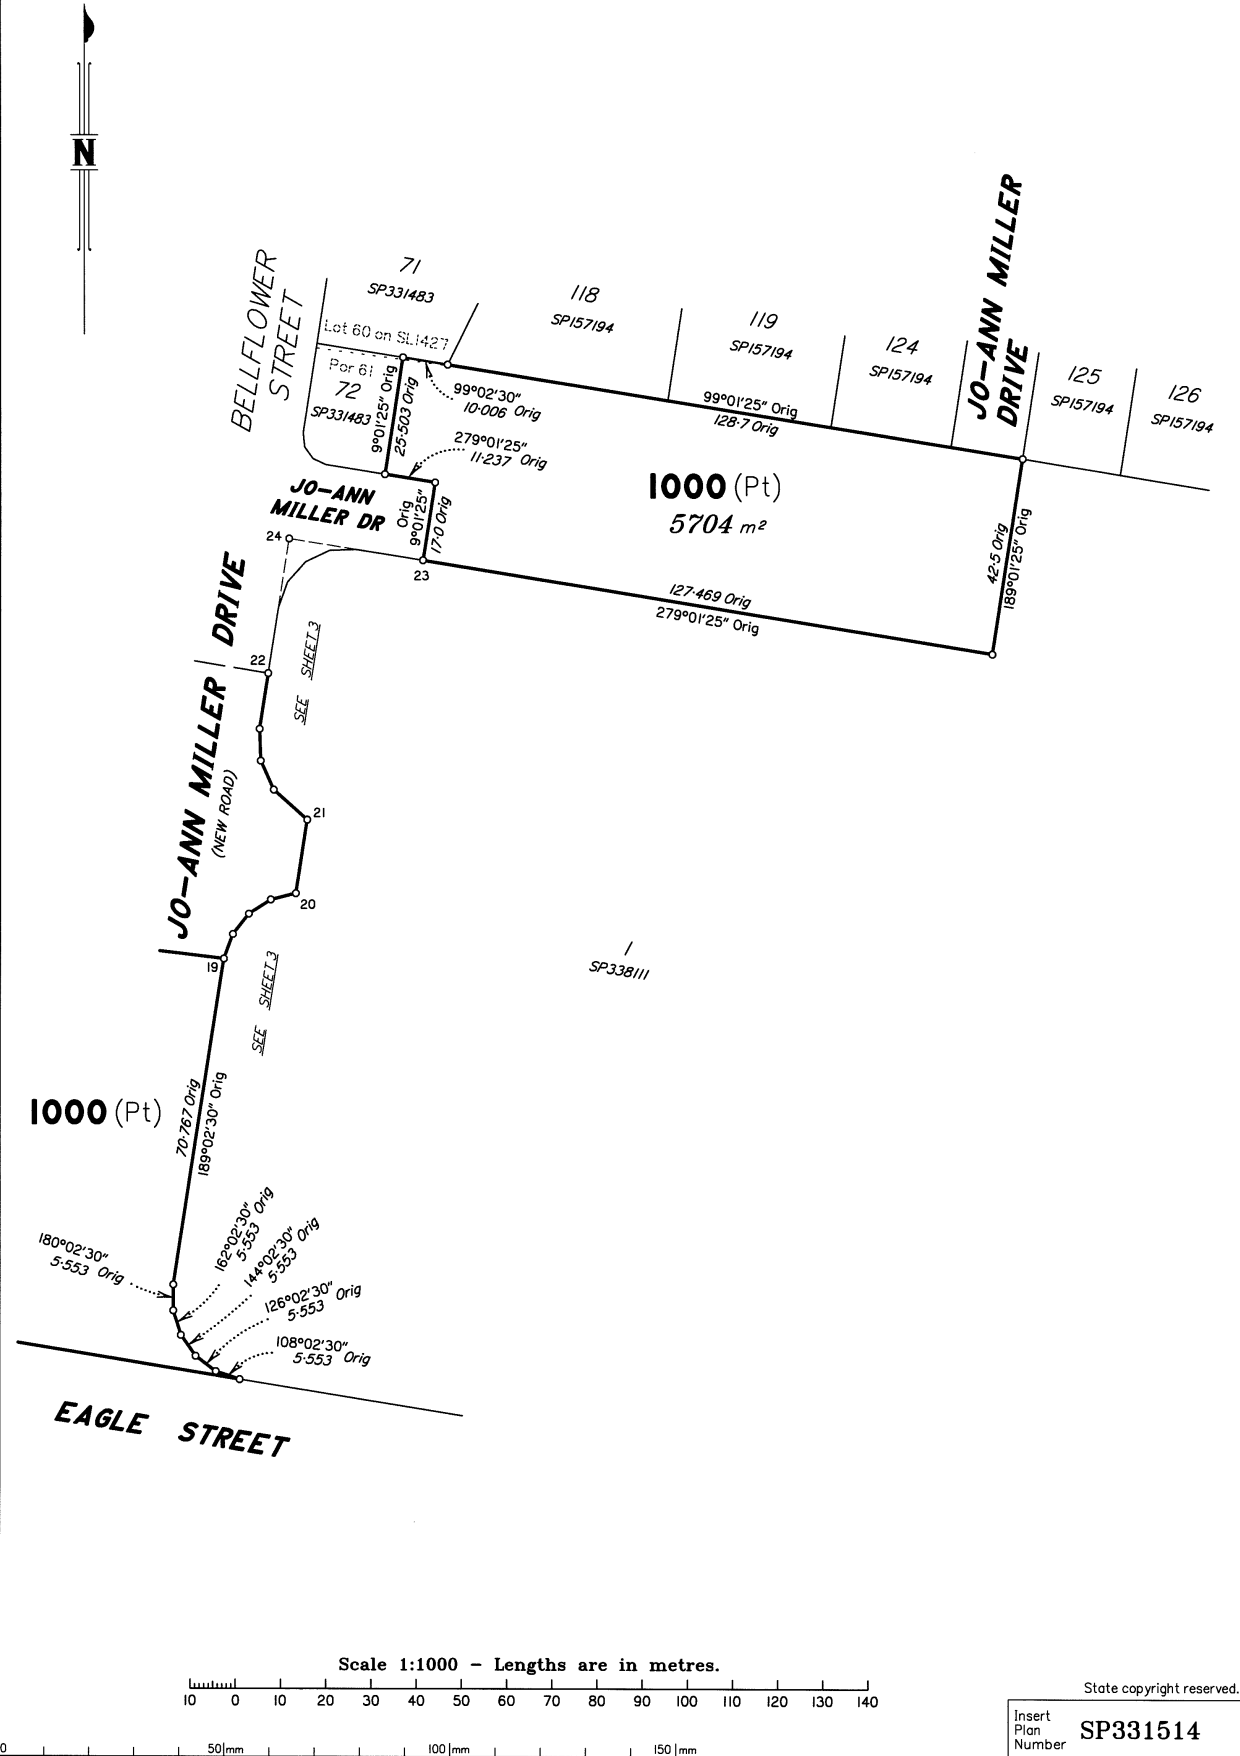 N
JO-ANN MILLER
DRIVE
BELLFLOWER
STREET
71
SP331483
118
SP157194
119
SP157194
124
SP157194
125
SP157194
126
SP157194
Lot 60 on SL1427
Por 61
72
SP331483
9°01'25" Orig
25·503 Orig
99°02'30"
10·006 Orig
99°01'25" Orig
128·7 Orig
279°01'25"
11·237 Orig
1000 (Pt)
5704 m²
JO-ANN
MILLER DR
Orig
9°01'25"
17·0 Orig
24
23
127·469 Orig
279°01'25" Orig
42·5 Orig
189°01'25" Orig
22
SEE SHEET 3
JO-ANN MILLER DRIVE
(NEW ROAD)
21
20
19
SEE SHEET 3
1
SP338111
1000 (Pt)
70·767 Orig
189°02'30" Orig
180°02'30"
5·553 Orig
162°02'30"
5·553 Orig
144°02'30"
5·553 Orig
126°02'30"
5·553 Orig
108°02'30"
5·553 Orig
EAGLE STREET
Scale 1:1000 – Lengths are in metres.
10 0 10 20 30 40 50 60 70 80 90 100 110 120 130 140
State copyright reserved.
Insert
Plan
Number
SP331514
0 50 mm 100 mm 150 mm